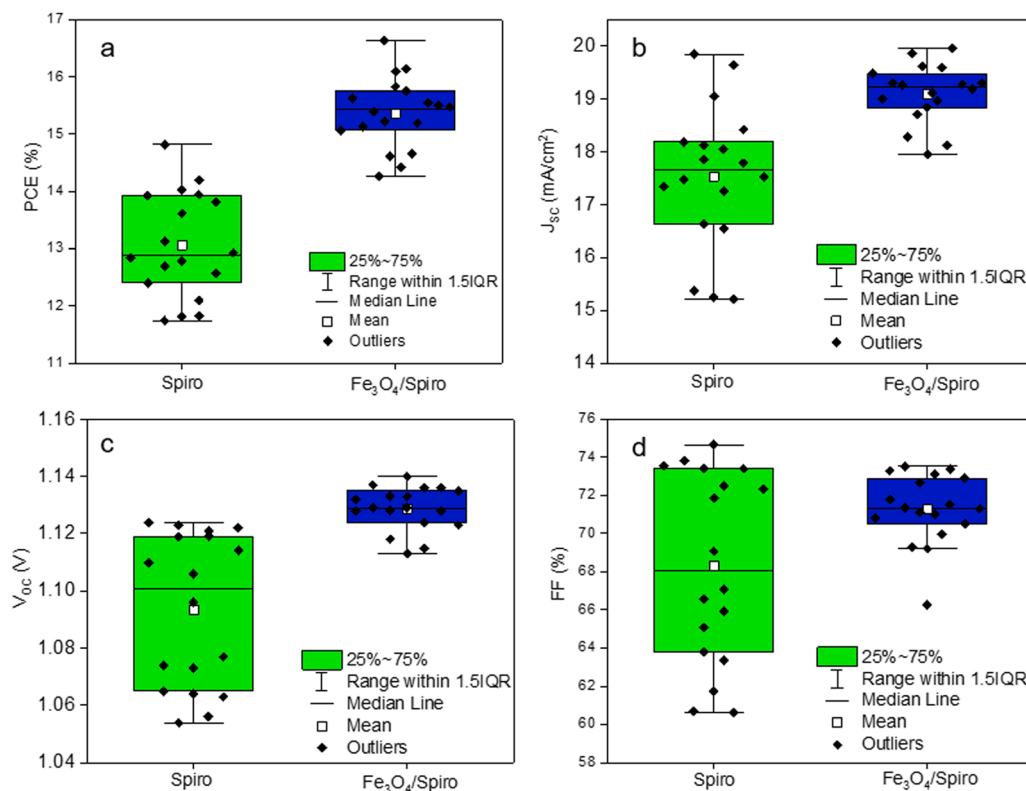 a
17
16
15
14
13
12
11
PCE (%)
25%~75%
Range within 1.5IQR
Median Line
Mean
Outliers
Spiro
Fe₃O₄/Spiro
b
20
19
18
17
16
15
14
J_SC (mA/cm²)
25%~75%
Range within 1.5IQR
Median Line
Mean
Outliers
Spiro
Fe₃O₄/Spiro
c
1.16
1.14
1.12
1.10
1.08
1.06
1.04
V_OC (V)
25%~75%
Range within 1.5IQR
Median Line
Mean
Outliers
Spiro
Fe₃O₄/Spiro
d
76
74
72
70
68
66
64
62
60
58
FF (%)
25%~75%
Range within 1.5IQR
Median Line
Mean
Outliers
Spiro
Fe₃O₄/Spiro